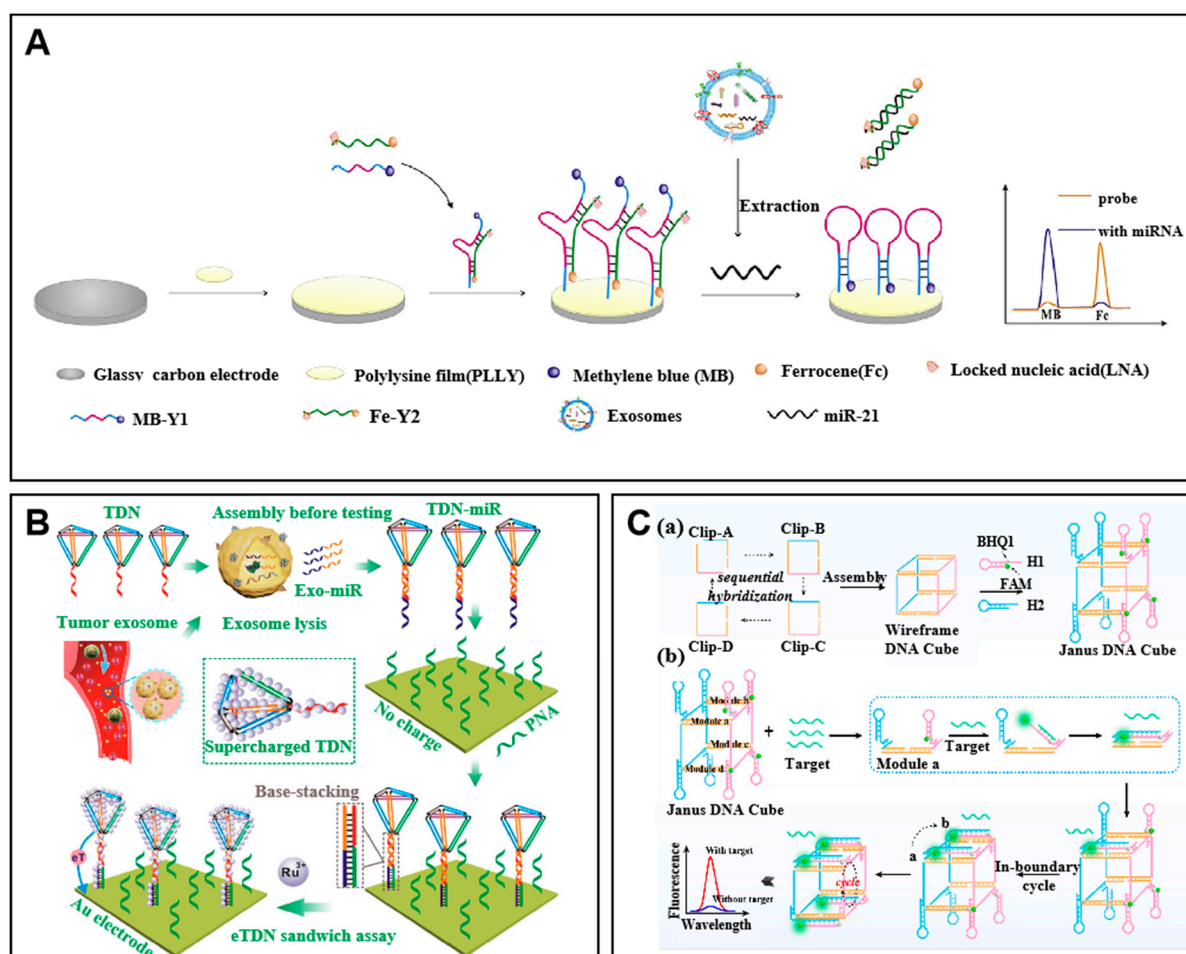 A
Extraction
probe
with miRNA
MB
Fc
Glassy carbon electrode
Polylysine film(PLLY)
Methylene blue (MB)
Ferrocene(Fc)
Locked nucleic acid(LNA)
MB-Y1
Fe-Y2
Exosomes
miR-21
B
TDN
Assembly before testing
TDN-miR
Exo-miR
Tumor exosome
Exosome lysis
Supercharged TDN
No charge
PNA
Base-stacking
eT
Ru3+
Au electrode
eTDN sandwich assay
C
(a)
Clip-A
Clip-B
sequential
hybridization
Clip-D
Clip-C
Assembly
Wireframe
DNA Cube
BHQ1
H1
FAM
H2
Janus DNA Cube
(b)
Module b
Module a
Module c
Module d
Janus DNA Cube
+
Target
Target
Module a
In-boundary
cycle
a
b
cycle
Fluorescence
With target
Without targer
Wavelength